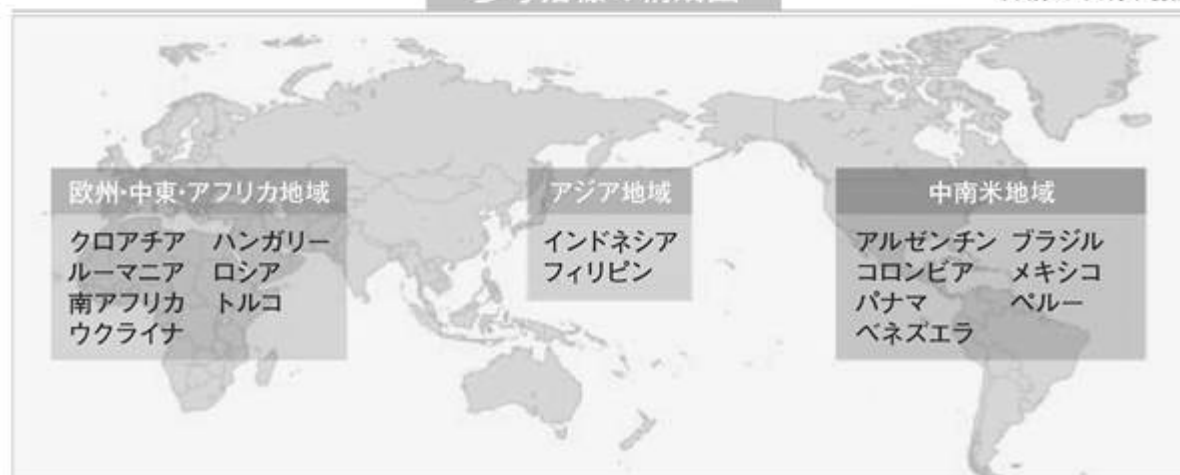 欧州・中東・アフリカ地域
クロアチア ハンガリー
ルーマニア ロシア
南アフリカ トルコ
ウクライナ
アジア地域
インドネシア
フィリピン
中南米地域
アルゼンチン ブラジル
コロンビア メキシコ
パナマ ペルー
ベネズエラ